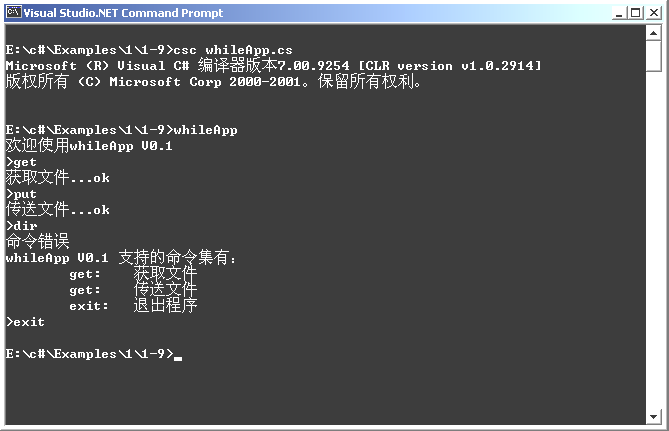 Visual Studio.NET Command Prompt
E:\c#\Examples\1\1-9>csc whileApp.cs
Microsoft (R) Visual C# 编译器版本7.00.9254 [CLR version v1.0.2914]
版权所有 (C) Microsoft Corp 2000-2001。保留所有权利。
E:\c#\Examples\1\1-9>whileApp
欢迎使用whileApp V0.1
>get
获取文件...ok
>put
传送文件...ok
>dir
命令错误
whileApp V0.1 支持的命令集有:
get: 获取文件
get: 传送文件
exit: 退出程序
>exit
E:\c#\Examples\1\1-9>